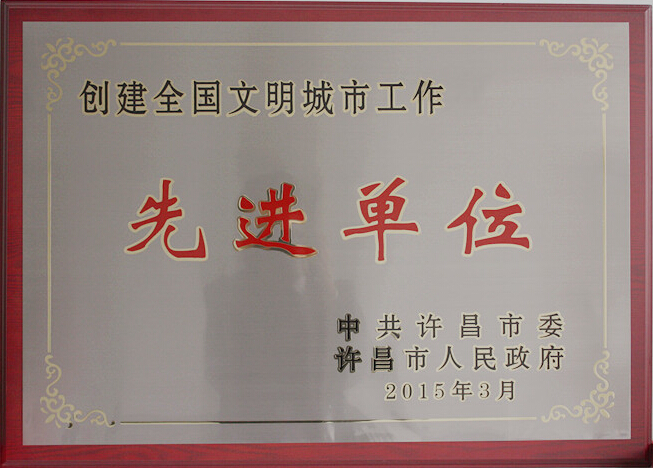 创建全国文明城市工作
先进单位
中共许昌市委
许昌市人民政府
2015年3月